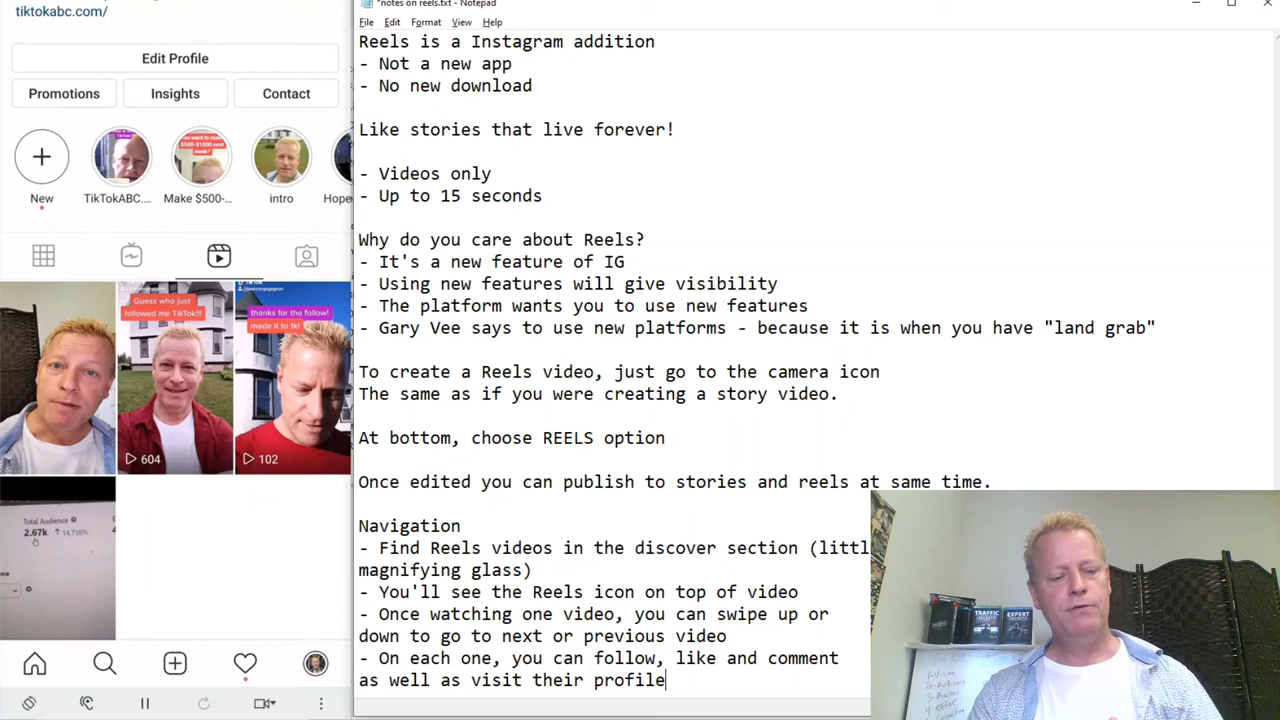 tiktokabc.com/
Edit Profile
Promotions
Insights
Contact
New
TikTokABC....
Make $500-...
intro
Hope
Guess who just
followed me TikTok!!!
604
thanks for the follow!
made it to 1k!
102
Total Audience
2.67k
*notes on reels.txt - Notepad
File Edit Format View Help
Reels is a Instagram addition
- Not a new app
- No new download
Like stories that live forever!
- Videos only
- Up to 15 seconds
Why do you care about Reels?
- It's a new feature of IG
- Using new features will give visibility
- The platform wants you to use new features
- Gary Vee says to use new platforms - because it is when you have "land grab"
To create a Reels video, just go to the camera icon
The same as if you were creating a story video.
At bottom, choose REELS option
Once edited you can publish to stories and reels at same time.
Navigation
- Find Reels videos in the discover section (littl
magnifying glass)
- You'll see the Reels icon on top of video
- Once watching one video, you can swipe up or
down to go to next or previous video
- On each one, you can follow, like and comment
as well as visit their profile
TRAFFIC
SECRETS
EXPERT
SECRETS